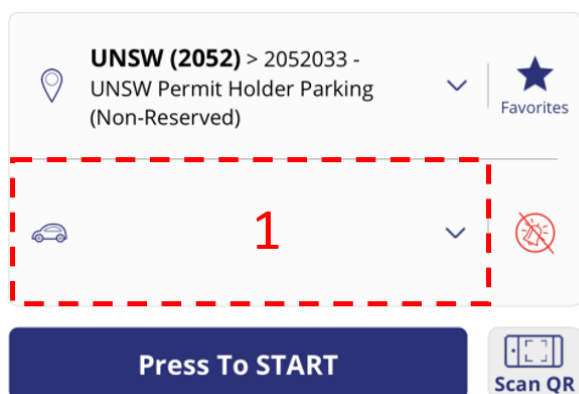 UNSW (2052) > 2052033 -
UNSW Permit Holder Parking
(Non-Reserved)
Favorites
1
Press To START
Scan QR